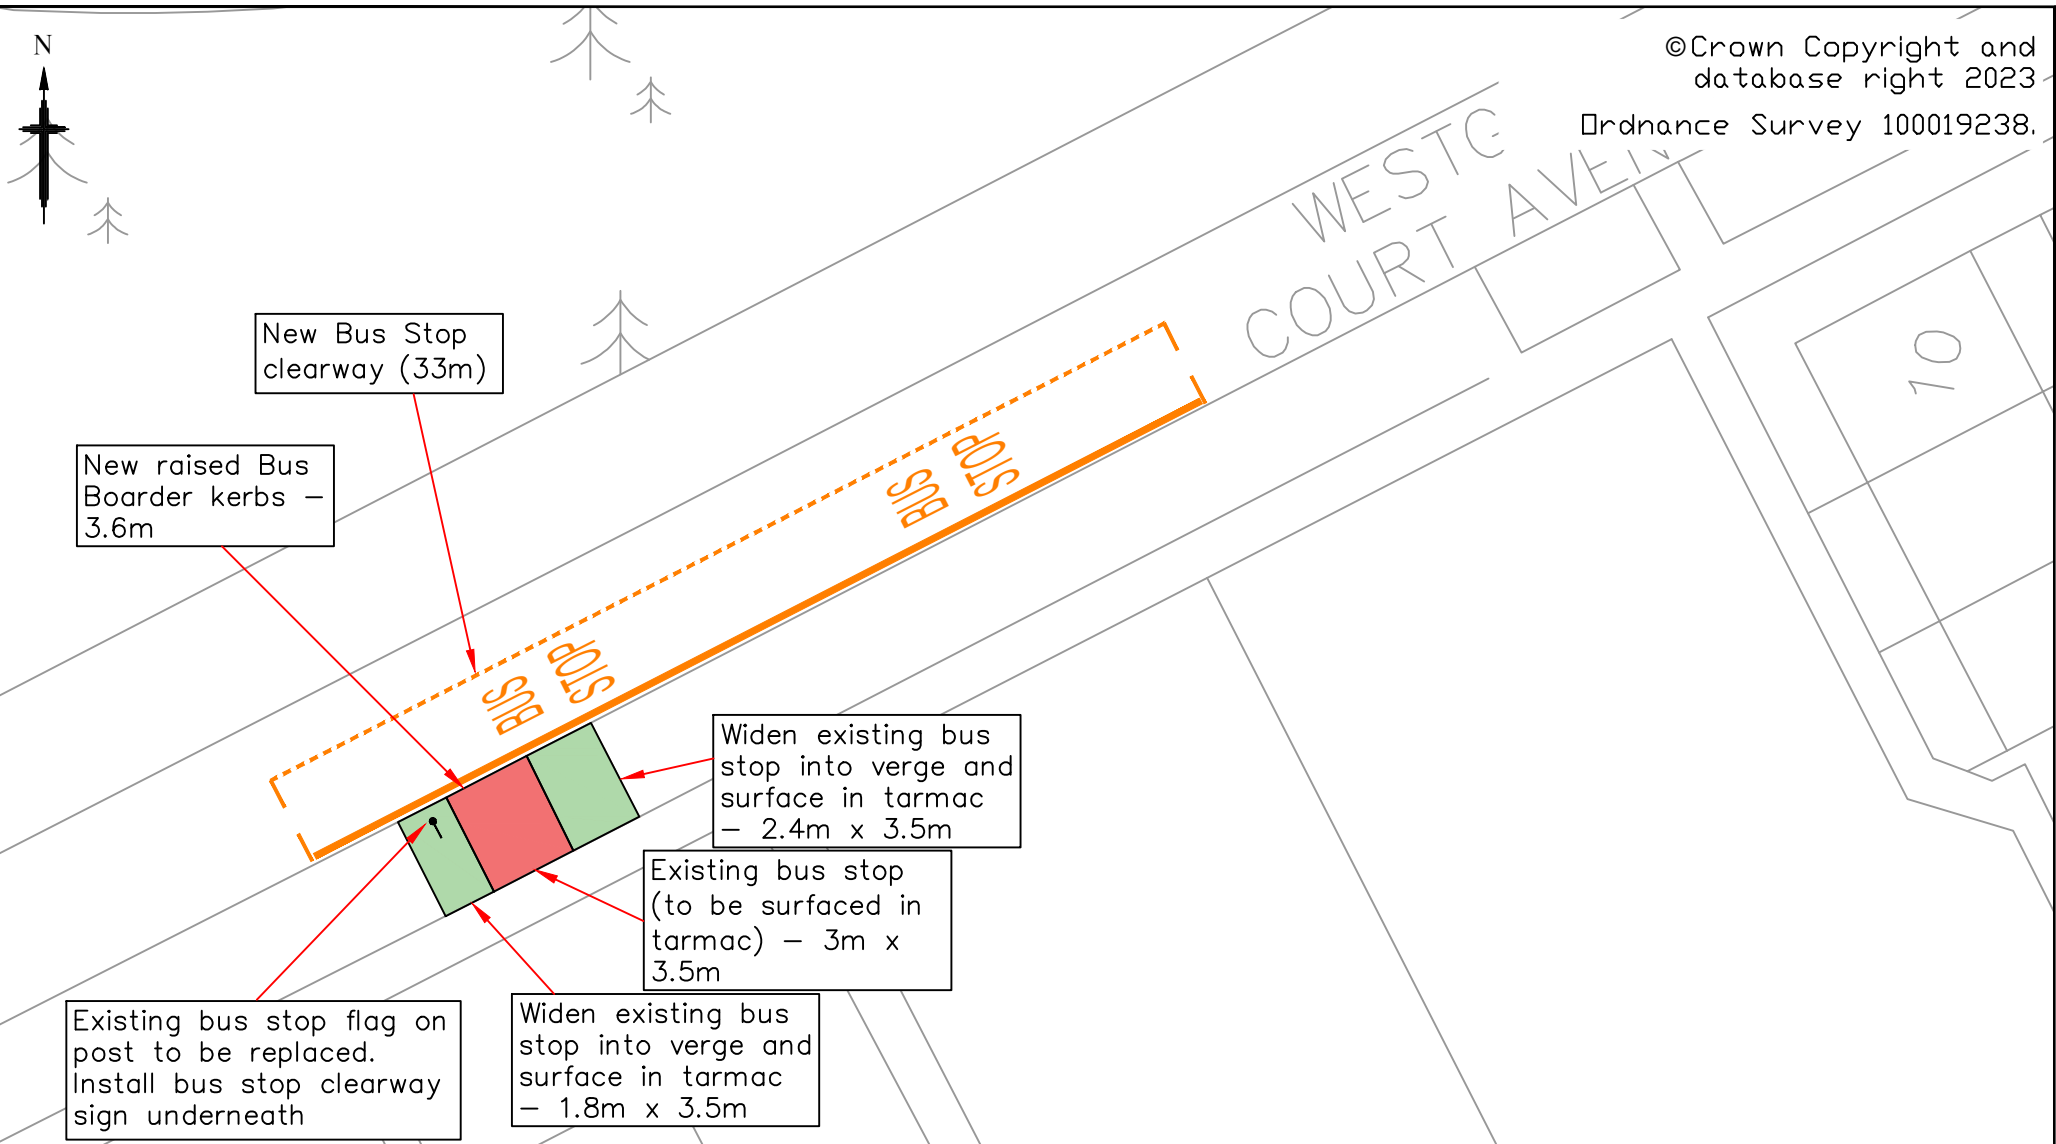 N
©Crown Copyright and
database right 2023
Ordnance Survey 100019238.
COURT
New Bus Stop
clearway (33m)
New raised Bus
Boarder kerbs –
3.6m
10
BUS
STOP
BUS
STOP
Widen existing bus
stop into verge and
surface in tarmac
– 2.4m x 3.5m
Existing bus stop
(to be surfaced in
tarmac) – 3m x
3.5m
Widen existing bus
stop into verge and
surface in tarmac
– 1.8m x 3.5m
Existing bus stop flag on
post to be replaced.
Install bus stop clearway
sign underneath